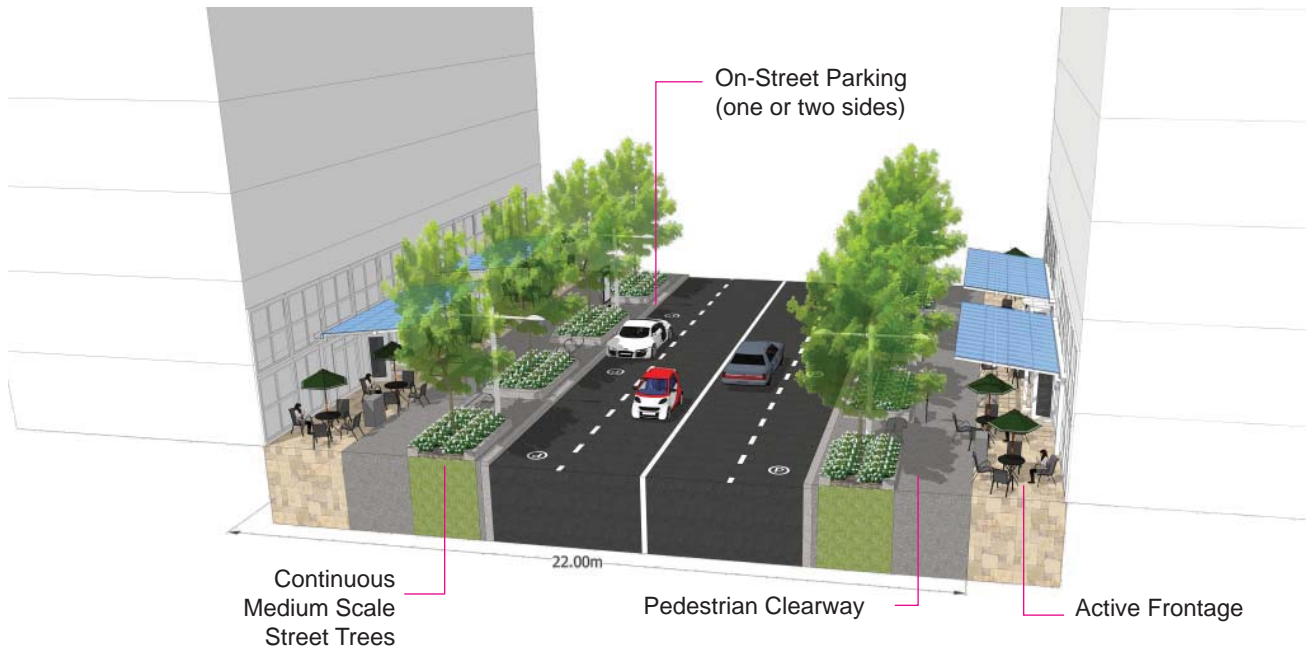 On-Street Parking
(one or two sides)
22.00m
Continuous
Medium Scale
Street Trees
Pedestrian Clearway
Active Frontage